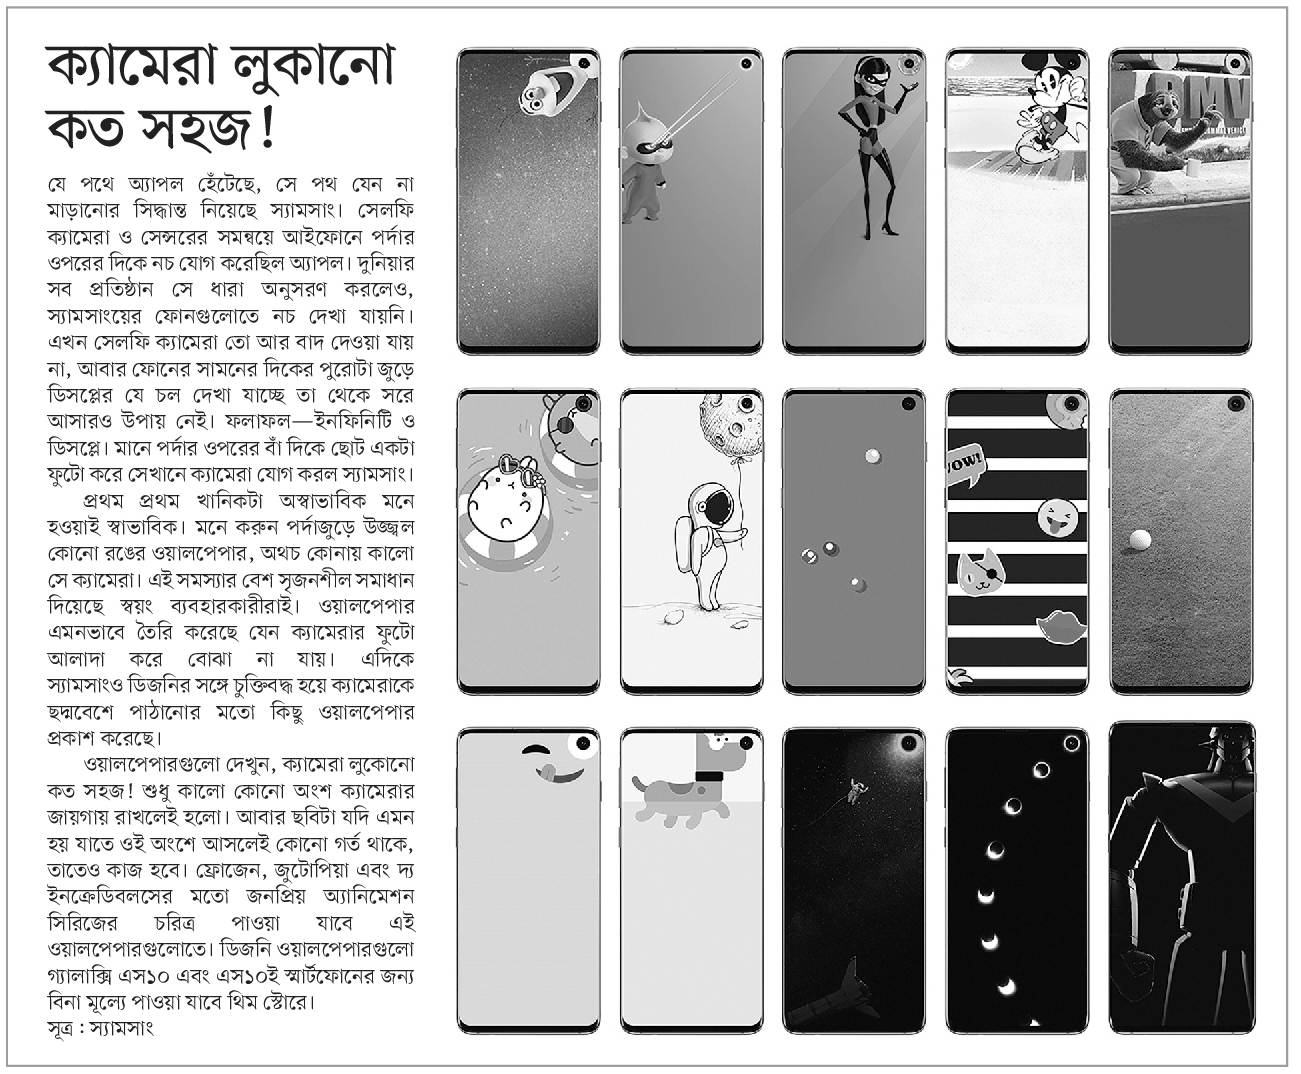 ক্যামেরা লুকানো
কত সহজ!
যে পথে অ্যাপল হেঁটেছে, সে পথ যেন না
মাড়ানোর সিদ্ধান্ত নিয়েছে স্যামসাং। সেলফি
ক্যামেরা ও সেন্সরের সমন্বয়ে আইফোনে পর্দার
ওপরের দিকে নচ যোগ করেছিল অ্যাপল। দুনিয়ার
সব প্রতিষ্ঠান সে ধারা অনুসরণ করলেও,
স্যামসাংয়ের ফোনগুলোতে নচ দেখা যায়নি।
এখন সেলফি ক্যামেরা তো আর বাদ দেওয়া যায়
না, আবার ফোনের সামনের দিকের পুরোটা জুড়ে
ডিসপ্লের যে চল দেখা যাচ্ছে তা থেকে সরে
আসারও উপায় নেই। ফলাফল—ইনফিনিটি ও
ডিসপ্লে। মানে পর্দার ওপরের বাঁ দিকে ছোট একটা
ফুটো করে সেখানে ক্যামেরা যোগ করল স্যামসাং।
প্রথম প্রথম খানিকটা অস্বাভাবিক মনে
হওয়াই স্বাভাবিক। মনে করুন পর্দাজুড়ে উজ্জ্বল
কোনো রঙের ওয়ালপেপার, অথচ কোনায় কালো
সে ক্যামেরা। এই সমস্যার বেশ সৃজনশীল সমাধান
দিয়েছে স্বয়ং ব্যবহারকারীরাই। ওয়ালপেপার
এমনভাবে তৈরি করেছে যেন ক্যামেরার ফুটো
আলাদা করে বোঝা না যায়। এদিকে
স্যামসাংও ডিজনির সঙ্গে চুক্তিবদ্ধ হয়ে ক্যামেরাকে
ছদ্মবেশে পাঠানোর মতো কিছু ওয়ালপেপার
প্রকাশ করেছে।
ওয়ালপেপারগুলো দেখুন, ক্যামেরা লুকোনো
কত সহজ! শুধু কালো কোনো অংশ ক্যামেরার
জায়গায় রাখলেই হলো। আবার ছবিটা যদি এমন
হয় যাতে ওই অংশে আসলেই কোনো গর্ত থাকে,
তাতেও কাজ হবে। ফ্রোজেন, জুটোপিয়া এবং দ্য
ইনক্রেডিবলসের মতো জনপ্রিয় অ্যানিমেশন
সিরিজের চরিত্র পাওয়া যাবে এই
ওয়ালপেপারগুলোতে। ডিজনি ওয়ালপেপারগুলো
গ্যালাক্সি এস১০ এবং এস১০ই স্মার্টফোনের জন্য
বিনা মূল্যে পাওয়া যাবে থিম স্টোরে।
সূত্র : স্যামসাং
DMV
WOW!